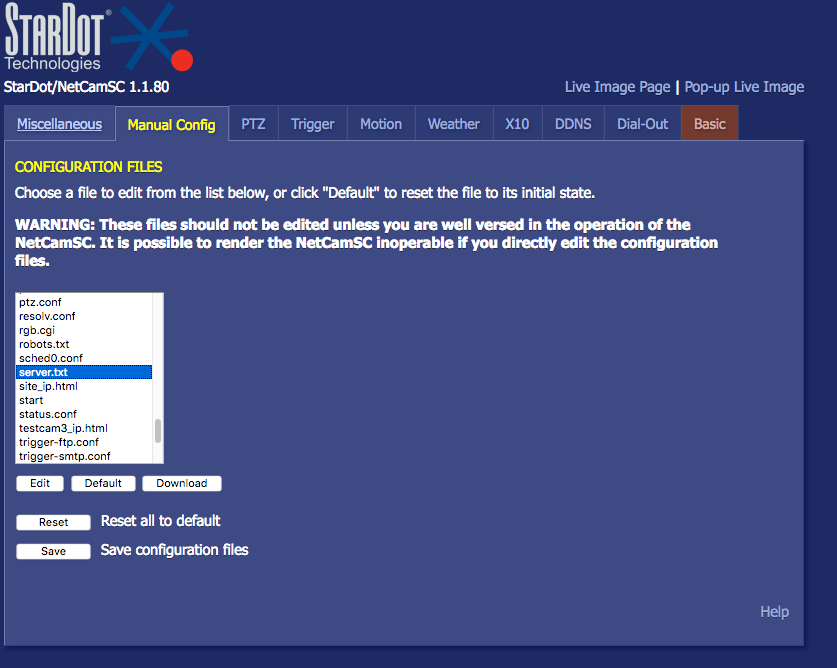 STARDOT®
Technologies
StarDot/NetCamSC 1.1.80
Live Image Page | Pop-up Live Image
Miscellaneous Manual Config PTZ Trigger Motion Weather X10 DDNS Dial-Out Basic
CONFIGURATION FILES
Choose a file to edit from the list below, or click "Default" to reset the file to its initial state.
WARNING: These files should not be edited unless you are well versed in the operation of the
NetCamSC. It is possible to render the NetCamSC inoperable if you directly edit the configuration
files.
ptz.conf
resolv.conf
rgb.cgi
robots.txt
sched0.conf
server.txt
site_ip.html
start
status.conf
testcam3_ip.html
trigger-ftp.conf
trigger-smtp.conf
Edit Default Download
Reset Reset all to default
Save Save configuration files
Help